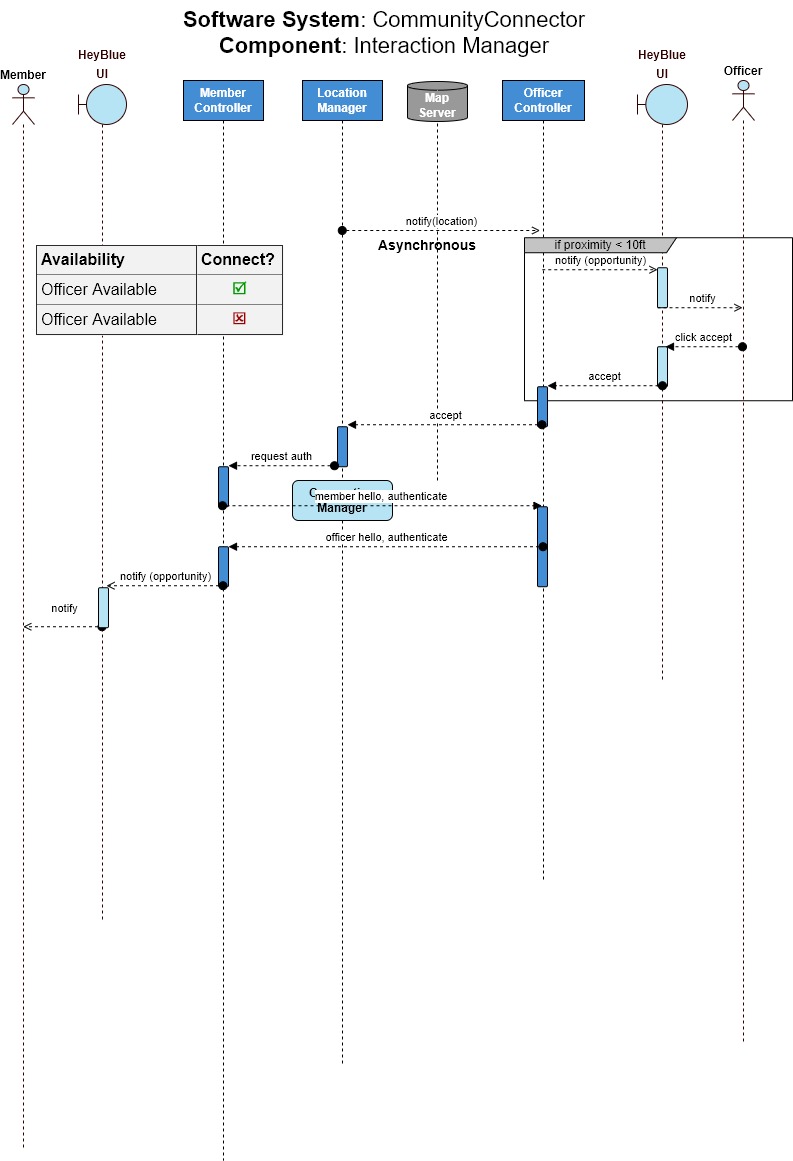 Software System: CommunityConnector
Component: Interaction Manager
Member
HeyBlue
UI
Member
Controller
Location
Manager
Map
Server
Officer
Controller
HeyBlue
UI
Officer
notify(location)
Asynchronous
if proximity < 10ft
notify (opportunity)
notify
click accept
accept
Availability Connect?
Officer Available
Officer Available
accept
request auth
member hello, authenticate
Manager
officer hello, authenticate
notify (opportunity)
notify